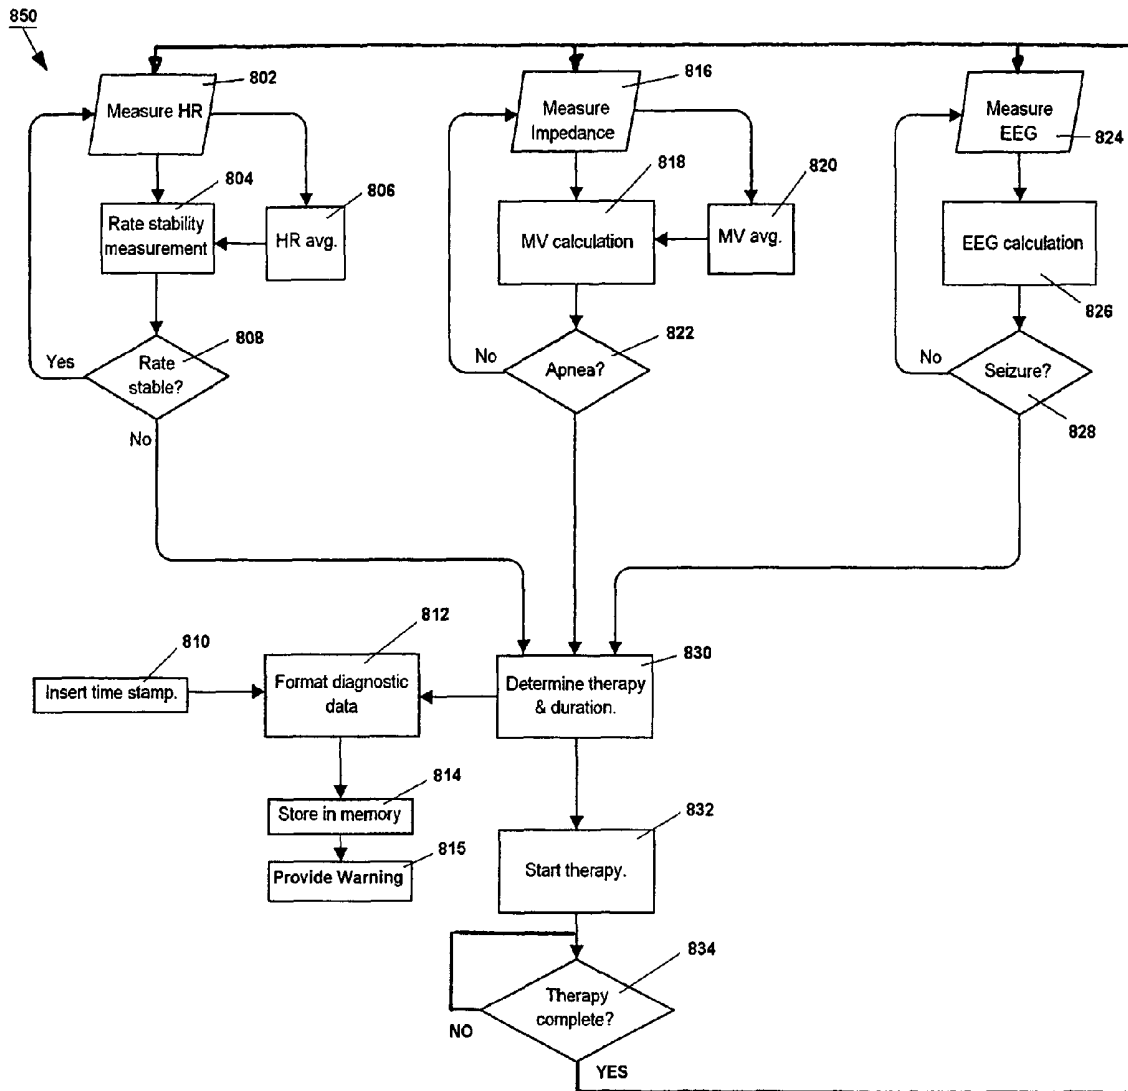 850
802
816
Measure HR
Measure
Impedance
Measure
EEG
824
804
806
818
820
Rate stability
measurement
HR avg.
MV calculation
MV avg.
EEG calculation
826
808
822
Yes
Rate
stable?
No
Apnea?
No
Seizure?
828
No
810
812
830
Insert time stamp.
Format diagnostic
data
Determine therapy
& duration.
814
832
Store in memory
815
Provide Warning
Start therapy.
834
Therapy
complete?
NO
YES